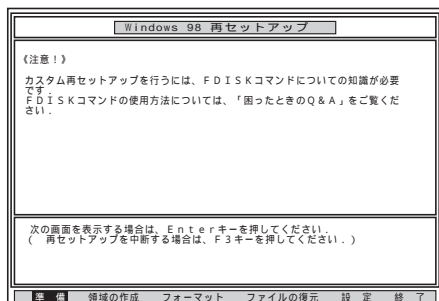 Windows 98 再セットアップ
《注意！》
カスタム再セットアップを行うには、ＦＤＩＳＫコマンドについての知識が必要
です．
ＦＤＩＳＫコマンドの使用方法については、「困ったときのＱ＆Ａ」をご覧くだ
さい．
次の画面を表示する場合は、Ｅｎｔｅｒキーを押してください．
(　再セットアップを中断する場合は、Ｆ３キーを押してください．)
準　備　領域の作成　フォーマット　ファイルの復元　設　定　終　了